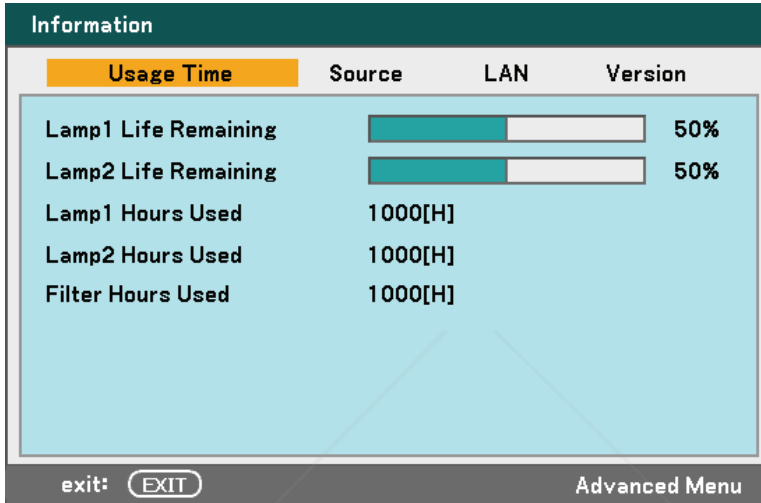 Information
Usage Time Source LAN Version
Lamp1 Life Remaining 50%
Lamp2 Life Remaining 50%
Lamp1 Hours Used 1000[H]
Lamp2 Hours Used 1000[H]
Filter Hours Used 1000[H]
exit: EXIT Advanced Menu